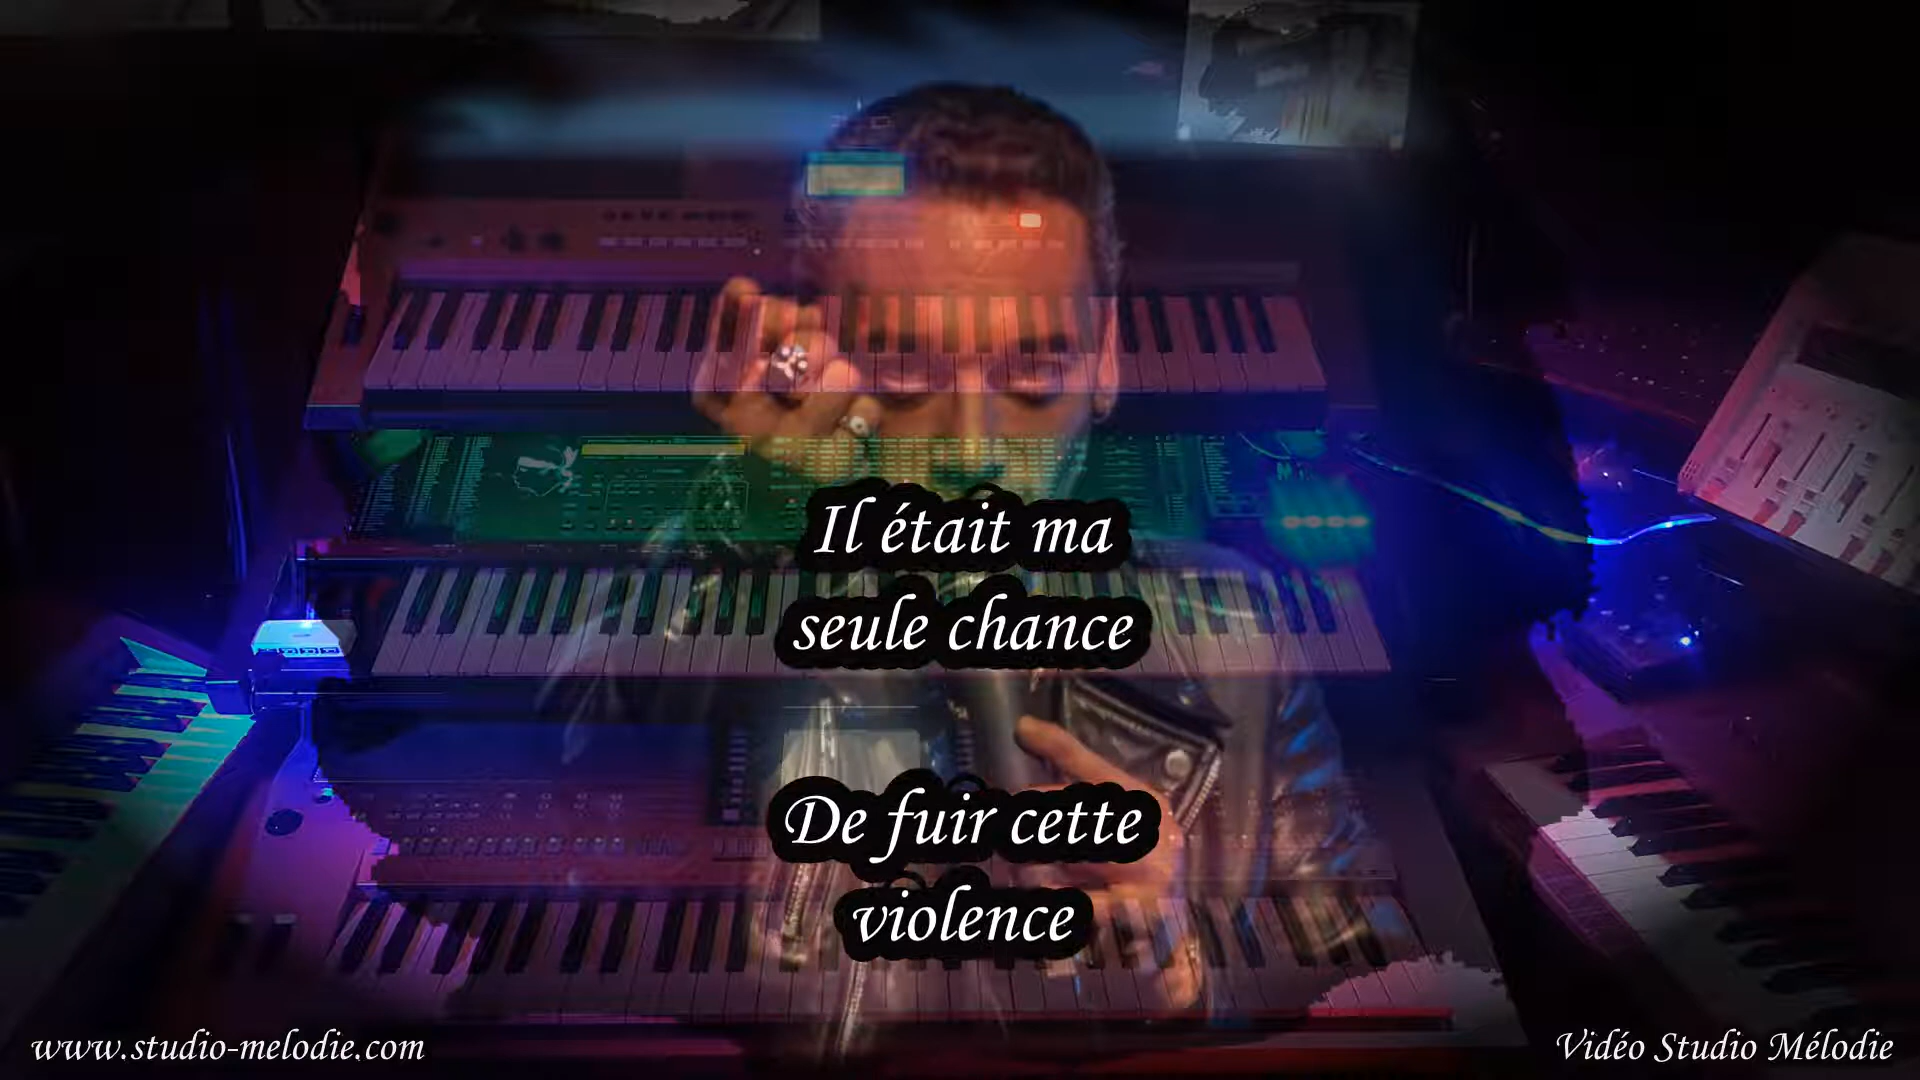 Il était ma
seule chance
De fuir cette
violence
www.studio-melodie.com
Vidéo Studio Mélodie